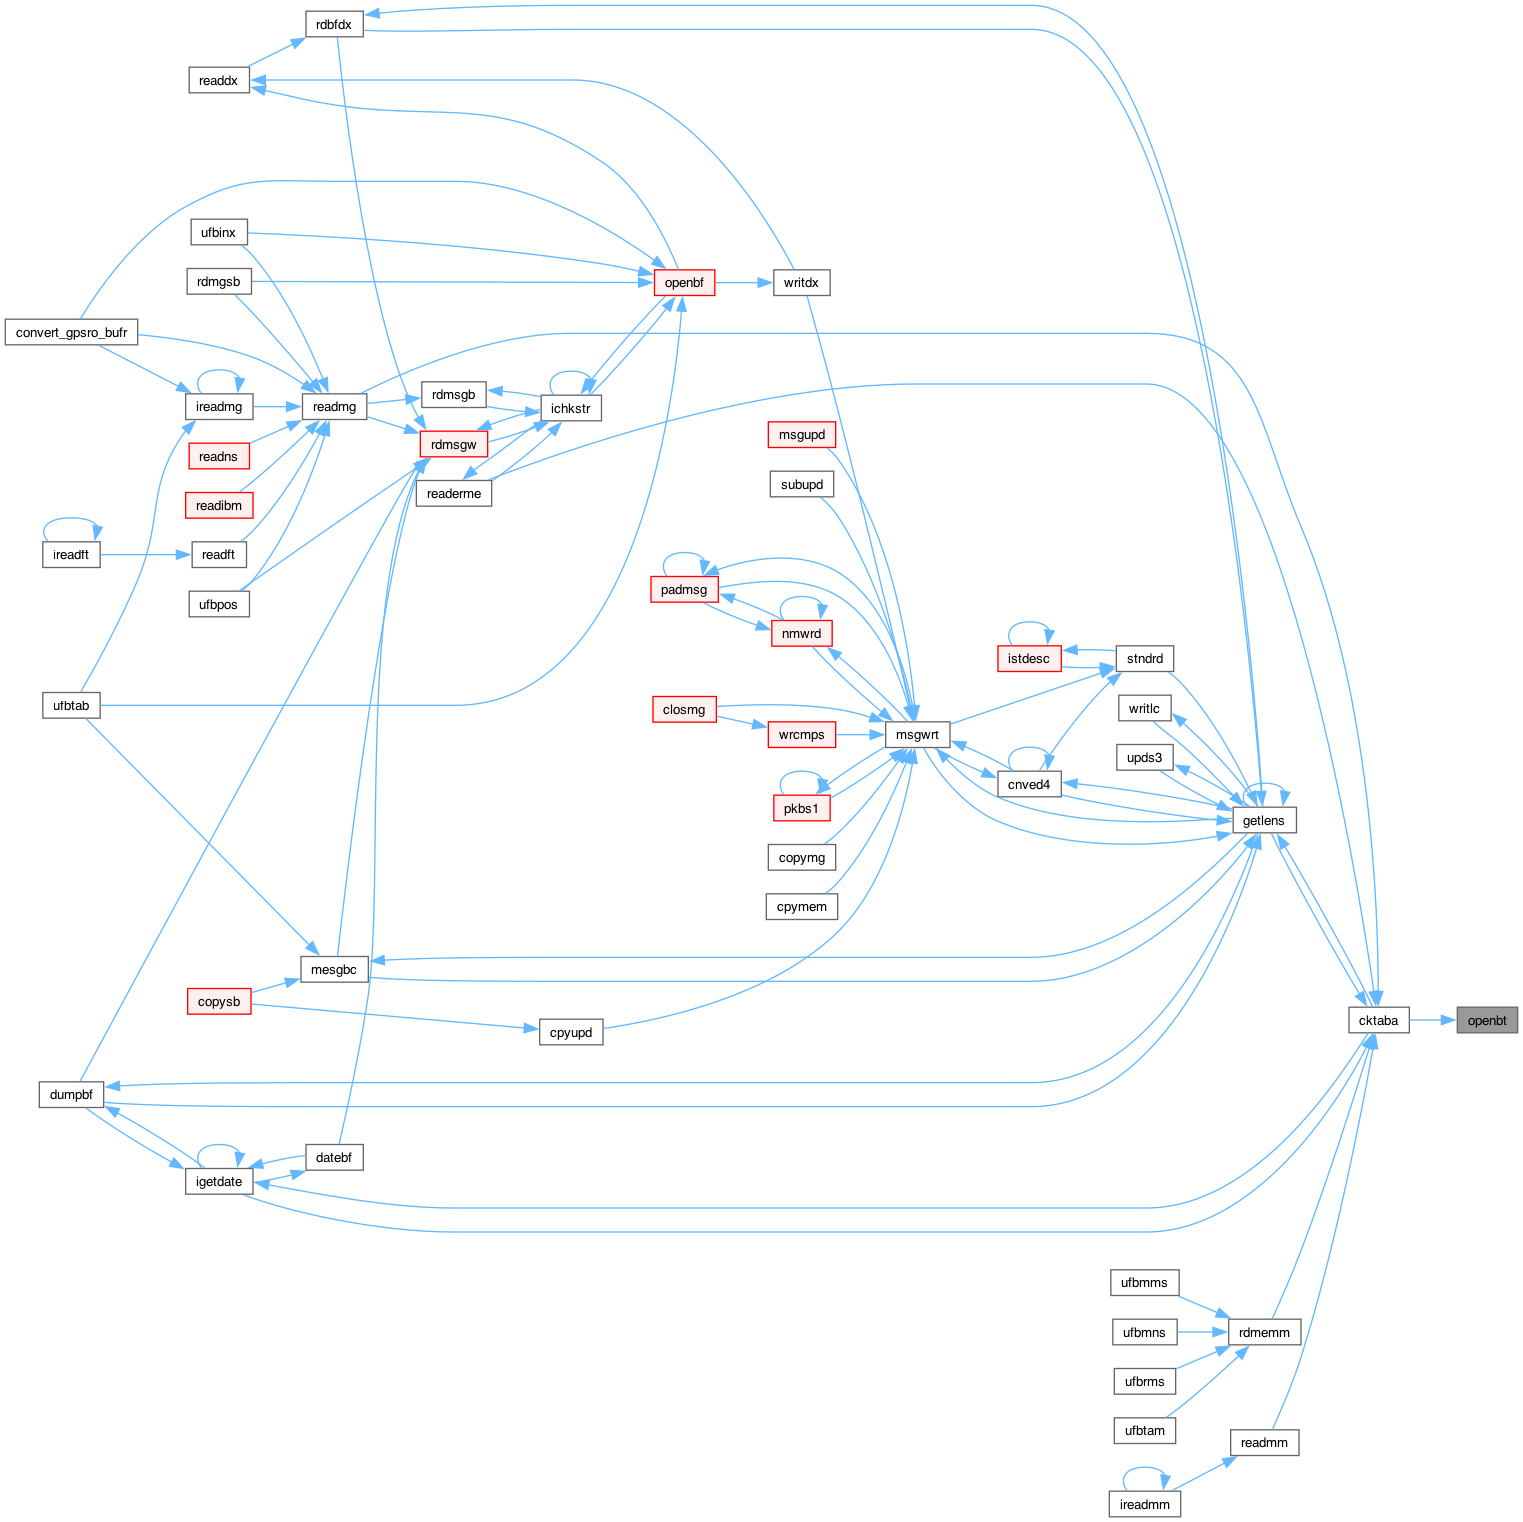 rdbfdx
readdx
ufbinx
rdmgsb
openbf
writdx
convert_gpsro_bufr
ireadmg
readmg
rdmsgb
ichkstr
msgupd
rdmsgw
readns
subupd
readerme
readibm
ireadft
readft
padmsg
ufbpos
nmwrd
istdesc
stndrd
ufbtab
closmg
wrcmps
msgwrt
writlc
upds3
cnved4
pkbs1
getlens
copymg
cpymem
mesgbc
copysb
cktaba
openbt
cpyupd
dumpbf
datebf
igetdate
ufbmms
ufbmns
rdmemm
ufbrms
ufbtam
readmm
ireadmm